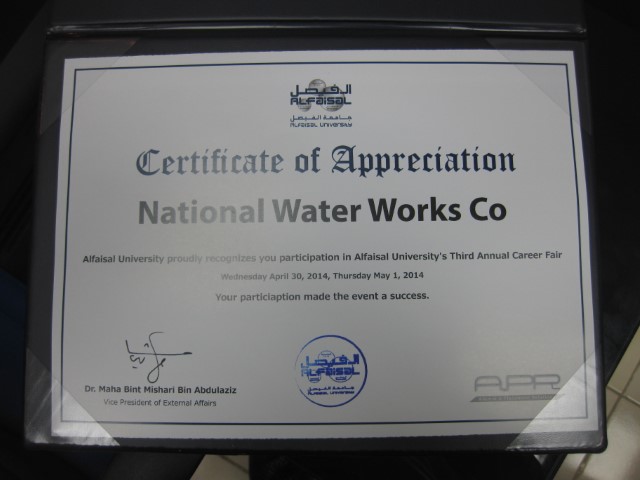 الفيصل
ALFAISAL
جامعة الفيصل
ALFAISAL UNIVERSITY
Certificate of Appreciation
National Water Works Co
Alfaisal University proudly recognizes you participation in Alfaisal University's Third Annual Career Fair
Wednesday April 30, 2014, Thursday May 1, 2014
Your particiaption made the event a success.
الفيصل
ALFAISAL
جامعة الفيصل
ALFAISAL UNIVERSITY
Dr. Maha Bint Mishari Bin Abdulaziz
Vice President of External Affairs
APR